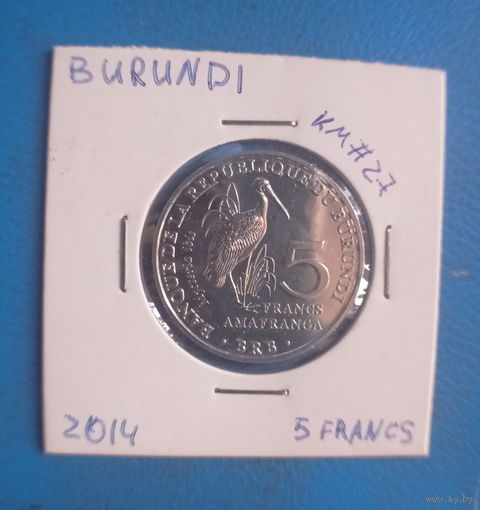 BURUNDI
KM#27
BANQUE DE LA REPUBLIQUE DU BURUNDI
5
FRANCS
AMAFRANGA
· BRB ·
2014
5 FRANCS
www.ay.by